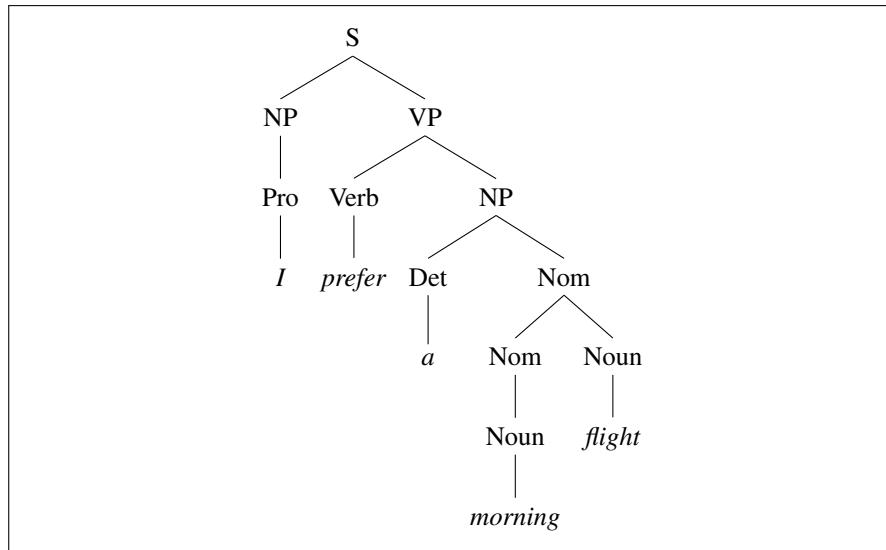 S
NP VP
Pro Verb NP
I prefer Det Nom
a Nom Noun
Noun flight
morning